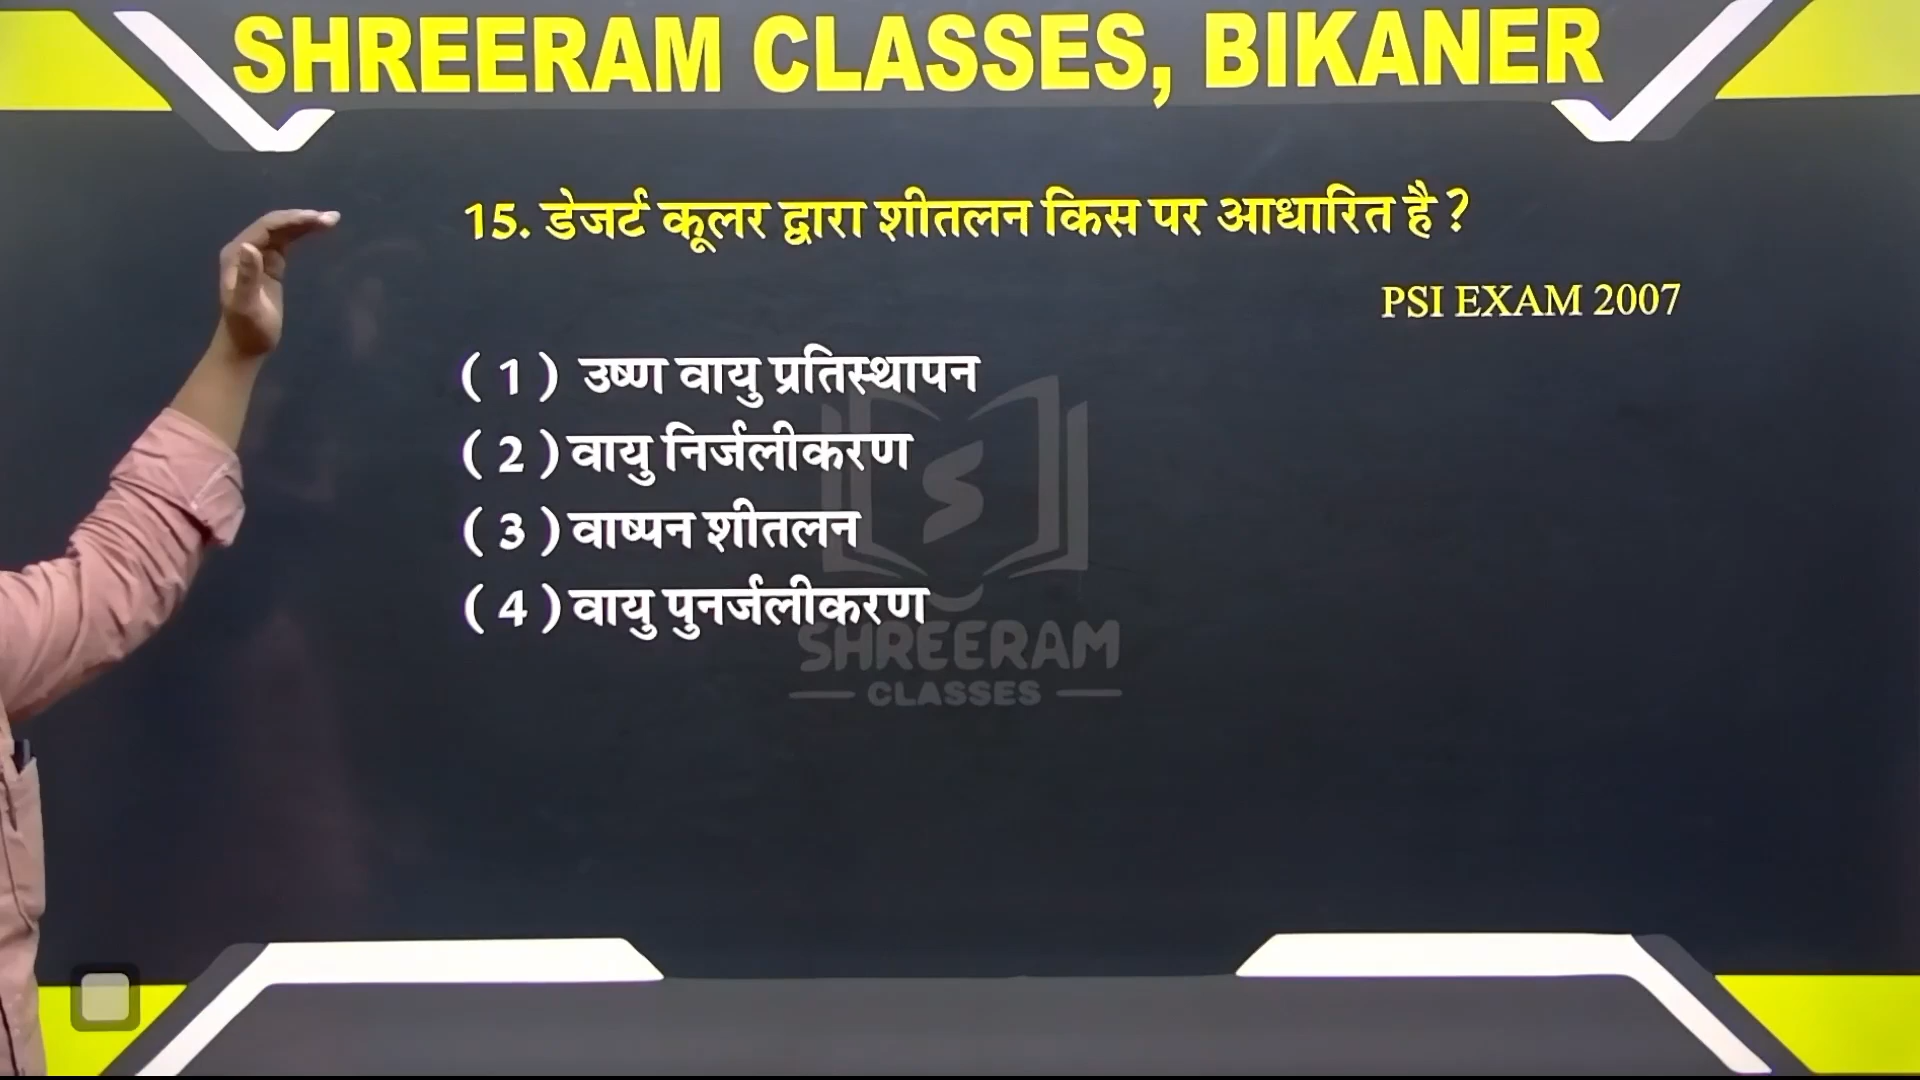 SHREERAM CLASSES, BIKANER
15. डेजर्ट कूलर द्वारा शीतलन किस पर आधारित है ?
PSI EXAM 2007
( 1 ) उष्ण वायु प्रतिस्थापन
( 2 ) वायु निर्जलीकरण
( 3 ) वाष्पन शीतलन
( 4 ) वायु पुनर्जलीकरण
SHREERAM
CLASSES